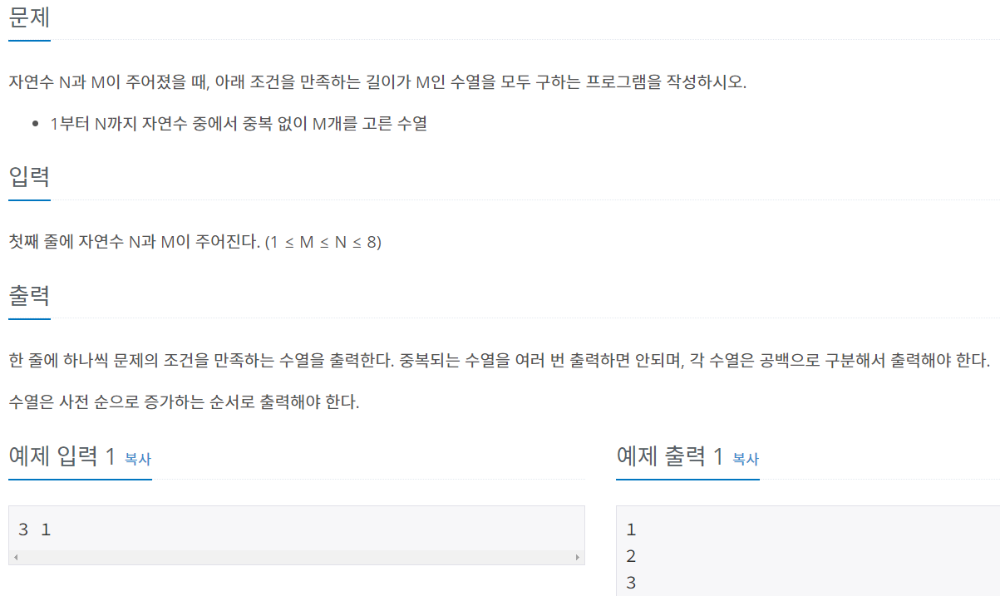 문제
자연수 N과 M이 주어졌을 때, 아래 조건을 만족하는 길이가 M인 수열을 모두 구하는 프로그램을 작성하시오.
• 1부터 N까지 자연수 중에서 중복 없이 M개를 고른 수열
입력
첫째 줄에 자연수 N과 M이 주어진다. (1 ≤ M ≤ N ≤ 8)
출력
한 줄에 하나씩 문제의 조건을 만족하는 수열을 출력한다. 중복되는 수열을 여러 번 출력하면 안되며, 각 수열은 공백으로 구분해서 출력해야 한다.
수열은 사전 순으로 증가하는 순서로 출력해야 한다.
예제 입력 1 복사
3 1
예제 출력 1 복사
1
2
3